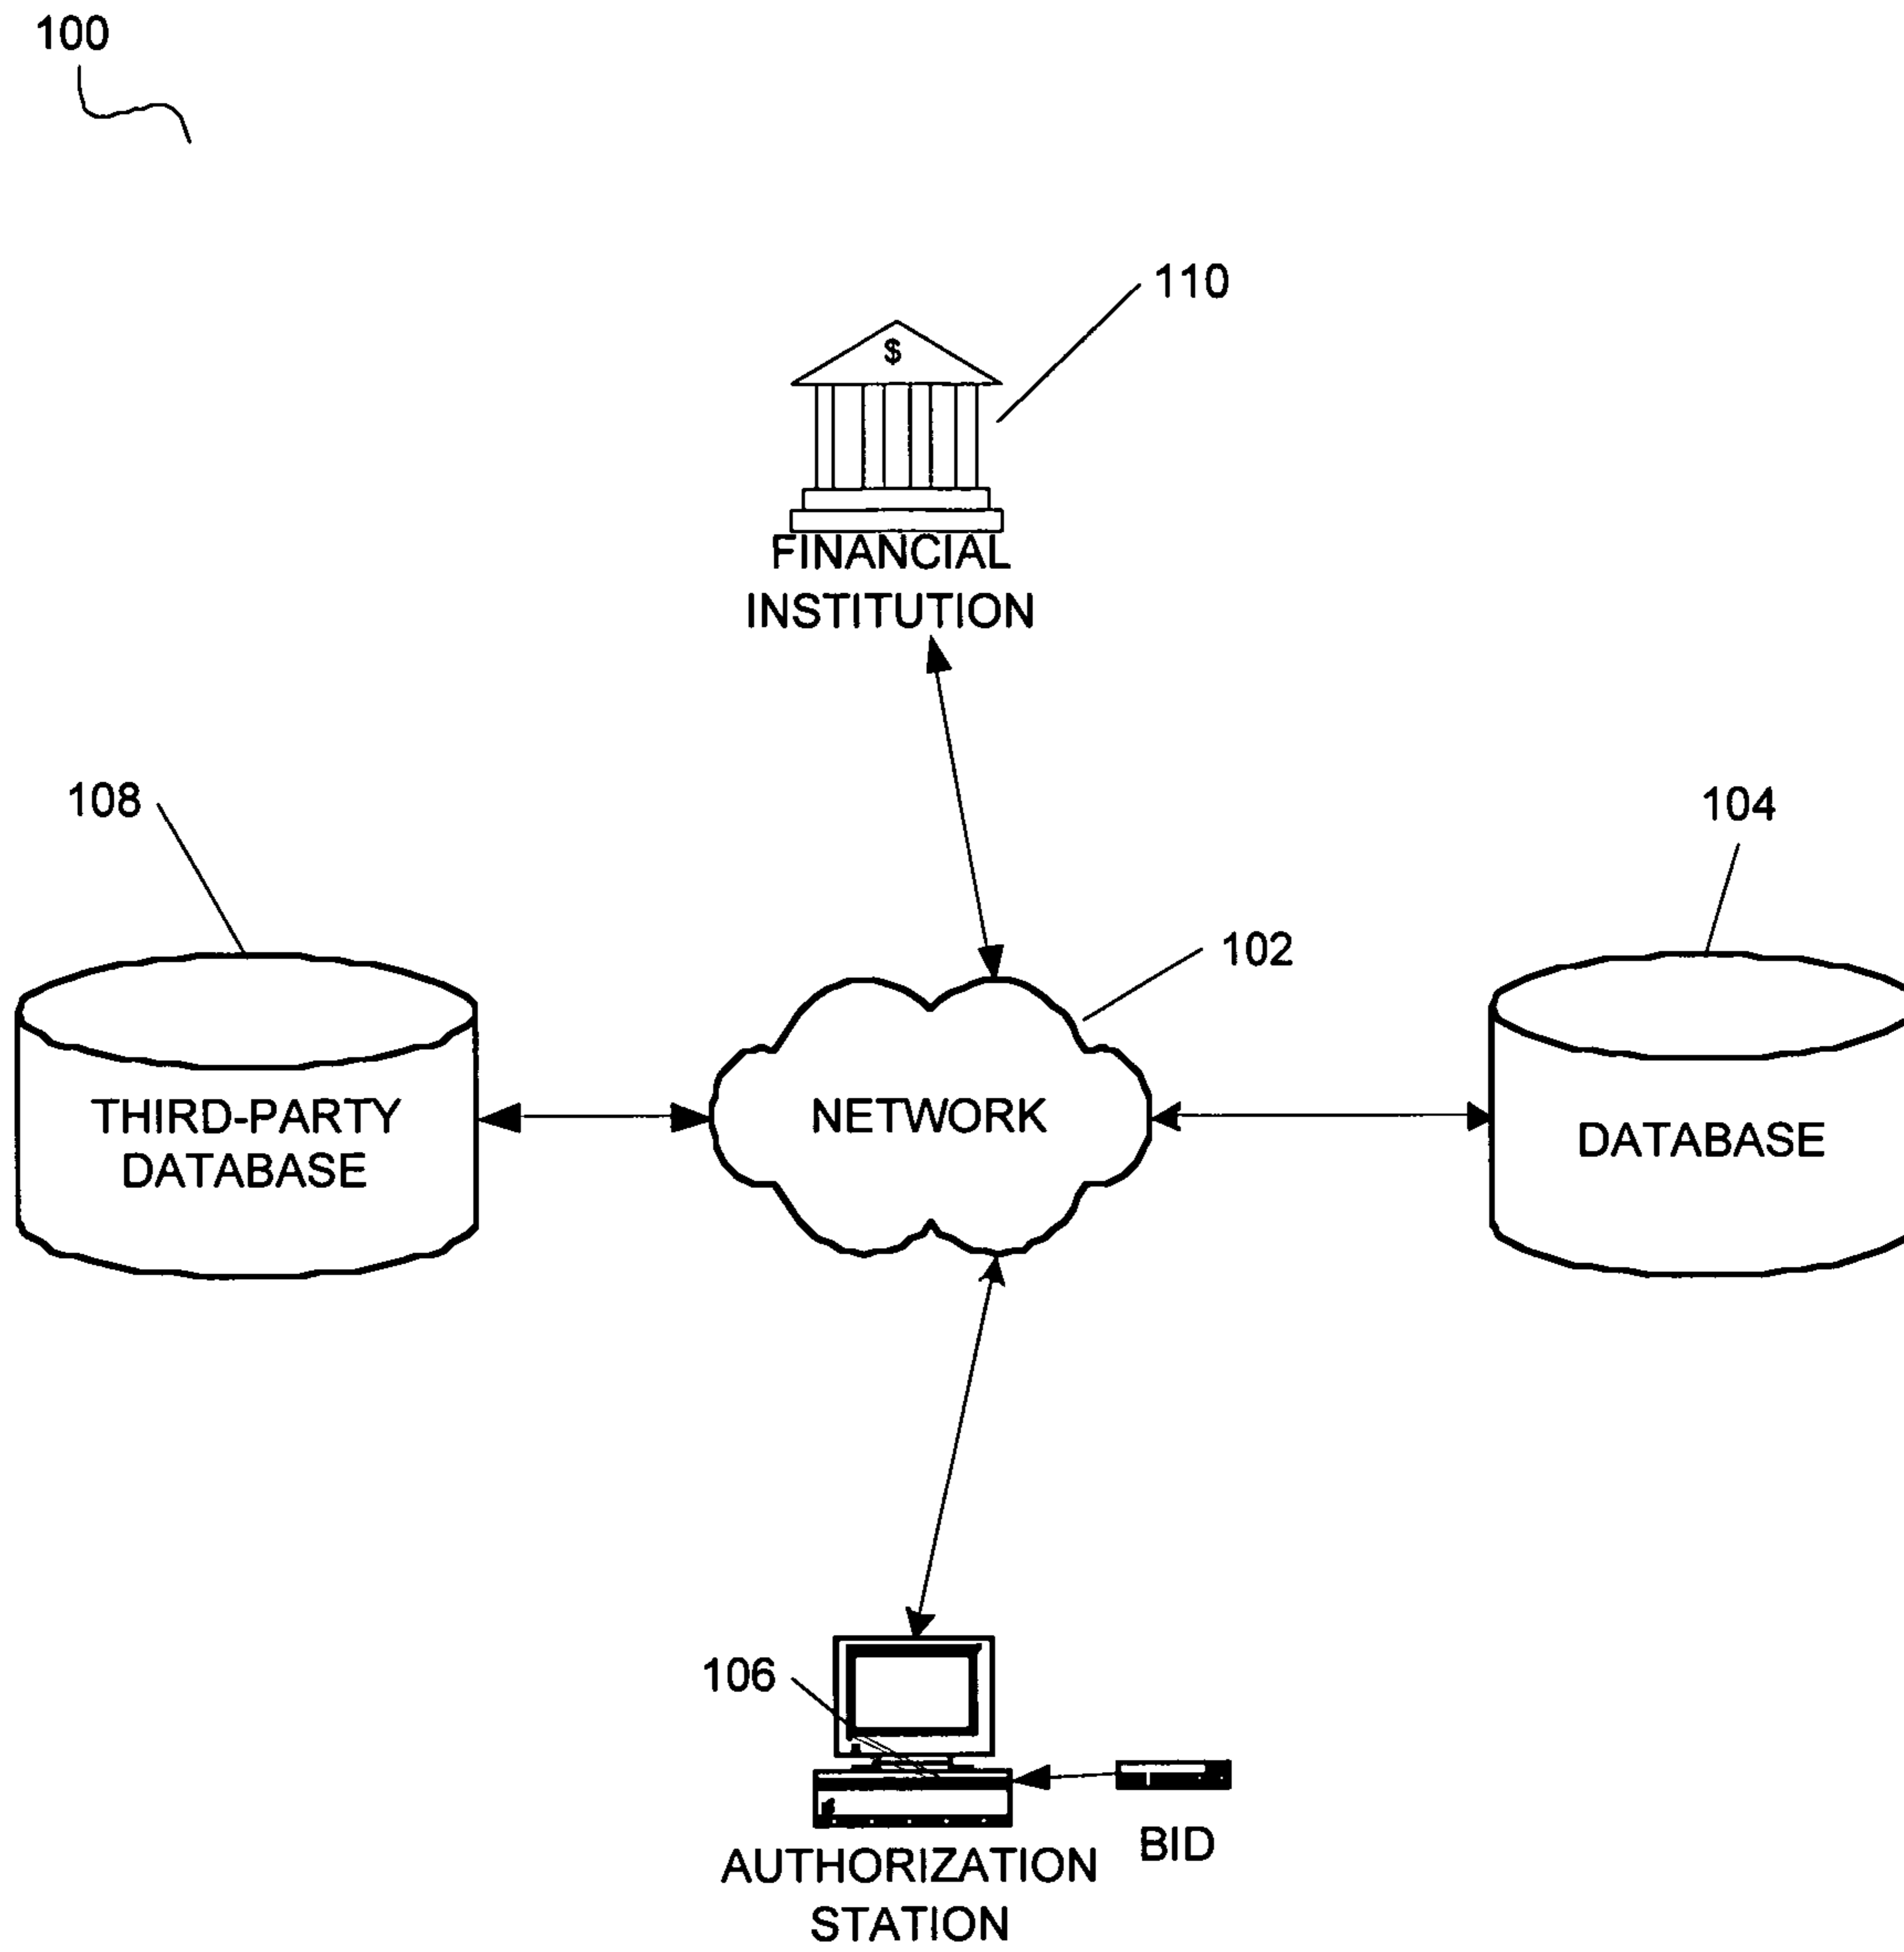 100
110
$
FINANCIAL
INSTITUTION
108
104
102
THIRD-PARTY
DATABASE
NETWORK
DATABASE
106
BID
AUTHORIZATION
STATION